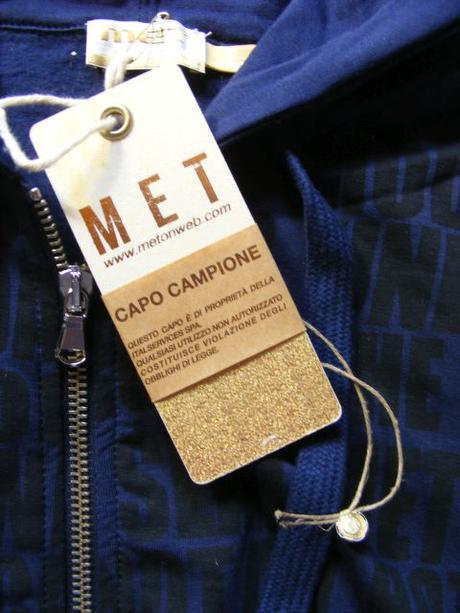 met
MET
www.metonweb.com
CAPO CAMPIONE
QUESTO CAPO È DI PROPRIETÀ DELLA
ITALSERVICES SPA.
QUALSIASI UTILIZZO NON AUTORIZZATO
COSTITUISCE VIOLAZIONE DEGLI
OBBLIGHI DI LEGGE.